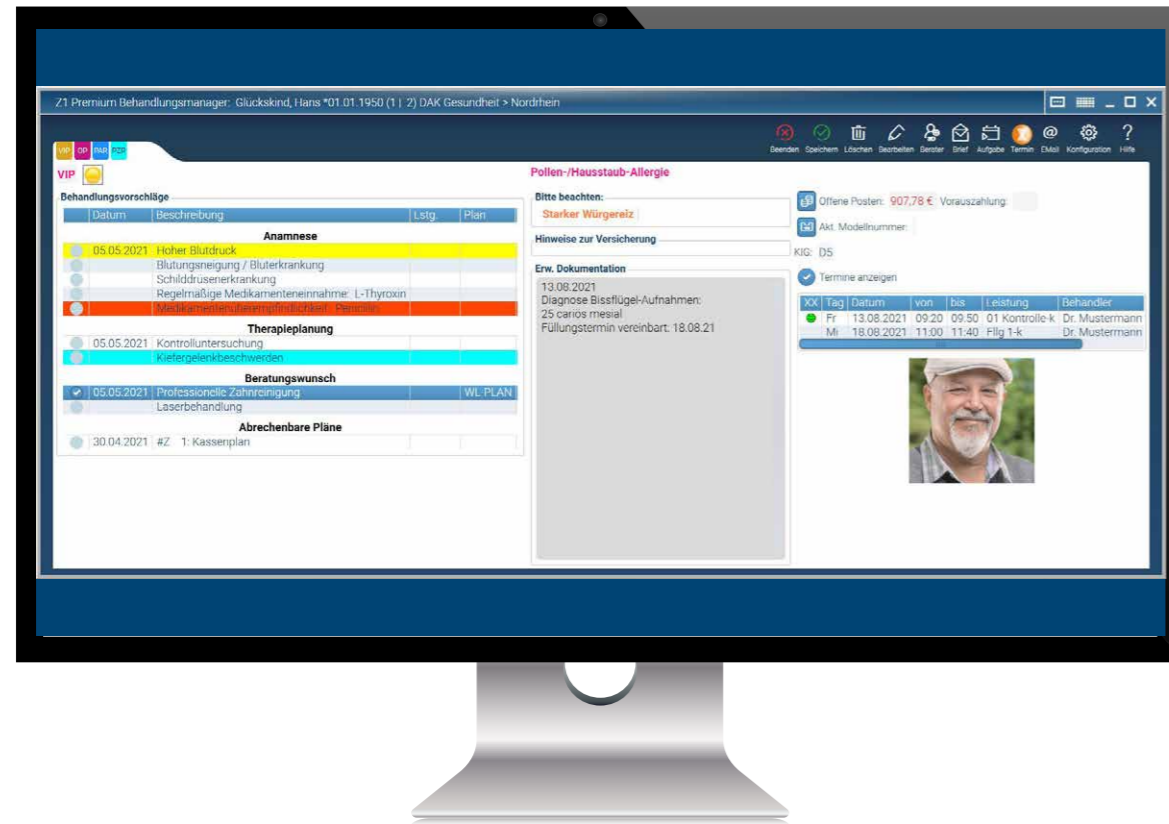 Z1 Premium Behandlungsmanager: Glückskind, Hans *01.01.1950 (1 | 2) DAK Gesundheit > Nordrhein
Beenden Speichern Löschen Bearbeiten Berater Brief Aufgabe Termin EMail Konfiguration Hilfe
VIP OP PAR PZR
VIP
Pollen-/Hausstaub-Allergie
Behandlungsvorschläge
Datum Beschreibung Lstg. Plan
Anamnese
05.05.2021 Hoher Blutdruck
Blutungsneigung / Bluterkrankung
Schilddrüsenerkrankung
Regelmäßige Medikamenteneinnahme: L-Thyroxin
Medikamentenüberempfindlichkeit: Penicilin
Therapieplanung
05.05.2021 Kontrolluntersuchung
Kiefergelenkbeschwerden
Beratungswunsch
05.05.2021 Professionelle Zahnreinigung WL PLAN
Laserbehandlung
Abrechenbare Pläne
30.04.2021 #Z 1: Kassenplan
Bitte beachten:
Starker Würgereiz
Hinweise zur Versicherung
Erw. Dokumentation
13.08.2021
Diagnose Bissflügel-Aufnahmen:
25 cariös mesial
Füllungstermin vereinbart: 18.08.21
Offene Posten: 907,78 € Vorauszahlung:
Akt. Modellnummer:
KIG: D5
Termine anzeigen
XX Tag Datum von bis Leistung Behandler
Fr 13.08.2021 09:20 09:50 01 Kontrolle-k Dr. Mustermann
Mi 18.08.2021 11:00 11:40 Fllg 1-k Dr. Mustermann